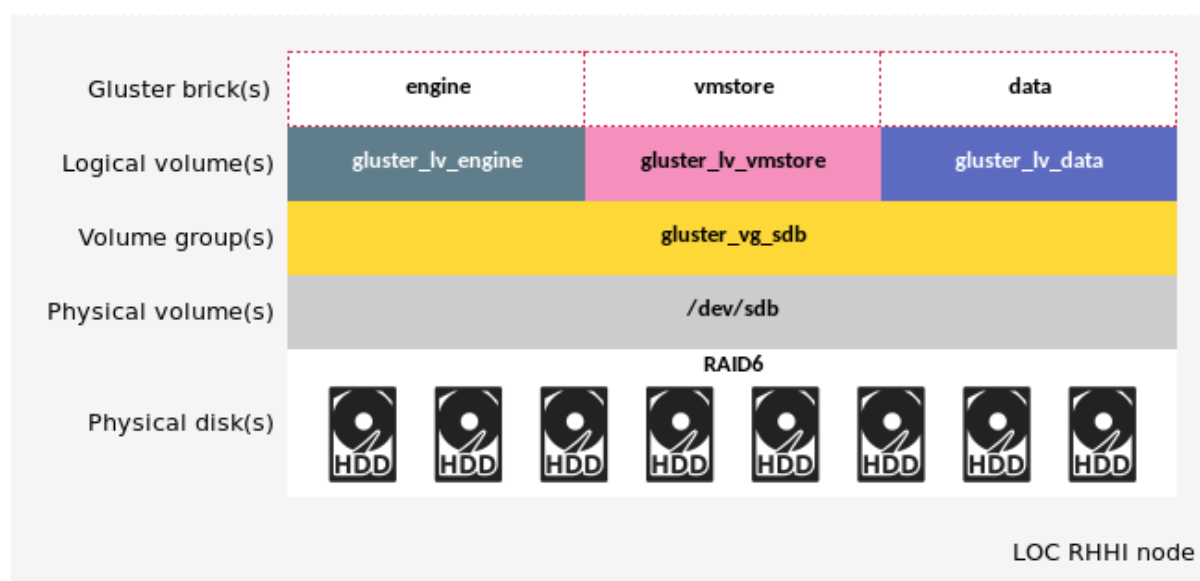 Gluster brick(s) engine vmstore data
Logical volume(s) gluster_lv_engine gluster_lv_vmstore gluster_lv_data
Volume group(s) gluster_vg_sdb
Physical volume(s) /dev/sdb
RAID6
Physical disk(s) HDD HDD HDD HDD HDD HDD HDD HDD
LOC RHHI node